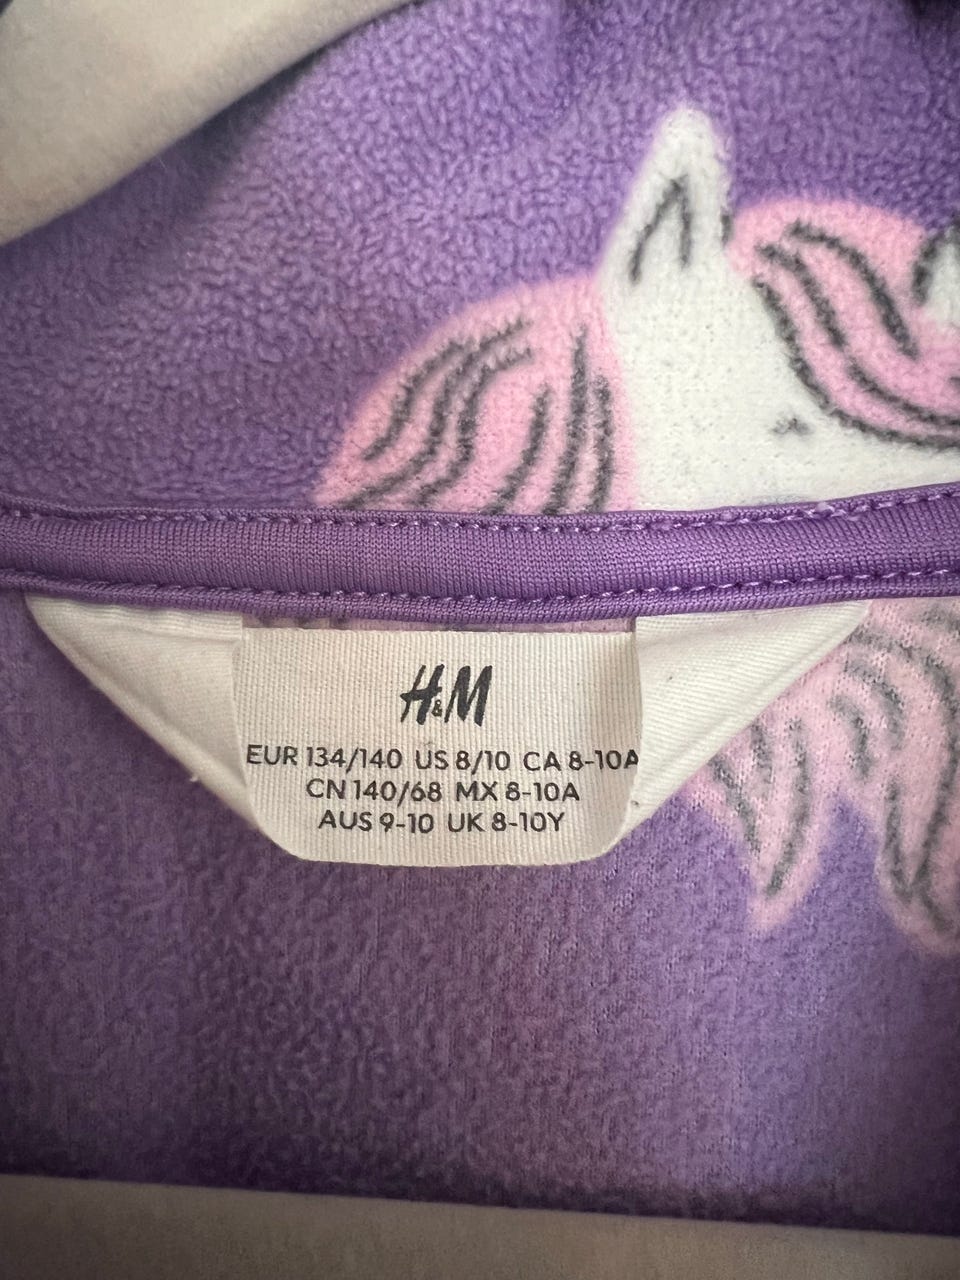 H&M
EUR 134/140 US 8/10 CA 8-10A
CN 140/68 MX 8-10A
AUS 9-10 UK 8-10Y